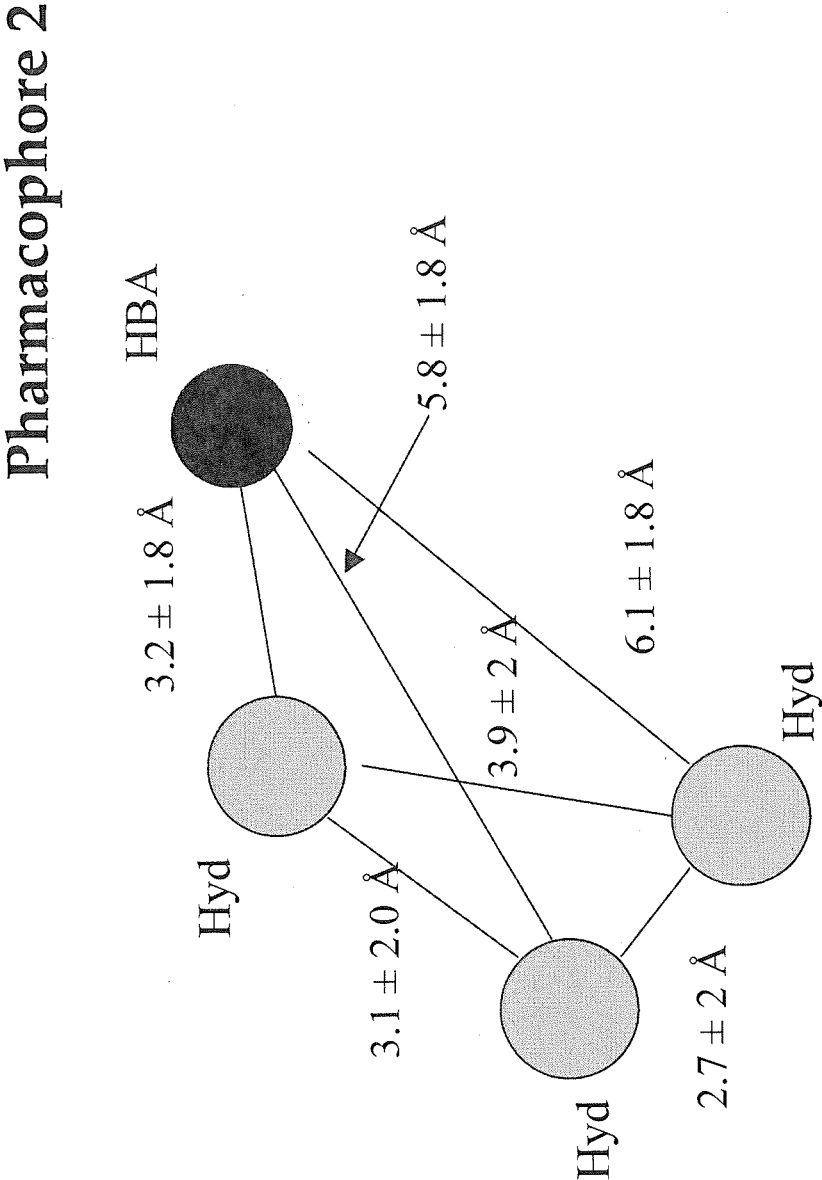 Pharmacophore 2
HBA
3.2 ± 1.8 Å
Hyd
3.1 ± 2.0 Å
5.8 ± 1.8 Å
3.9 ± 2 Å
Hyd
6.1 ± 1.8 Å
2.7 ± 2 Å
Hyd